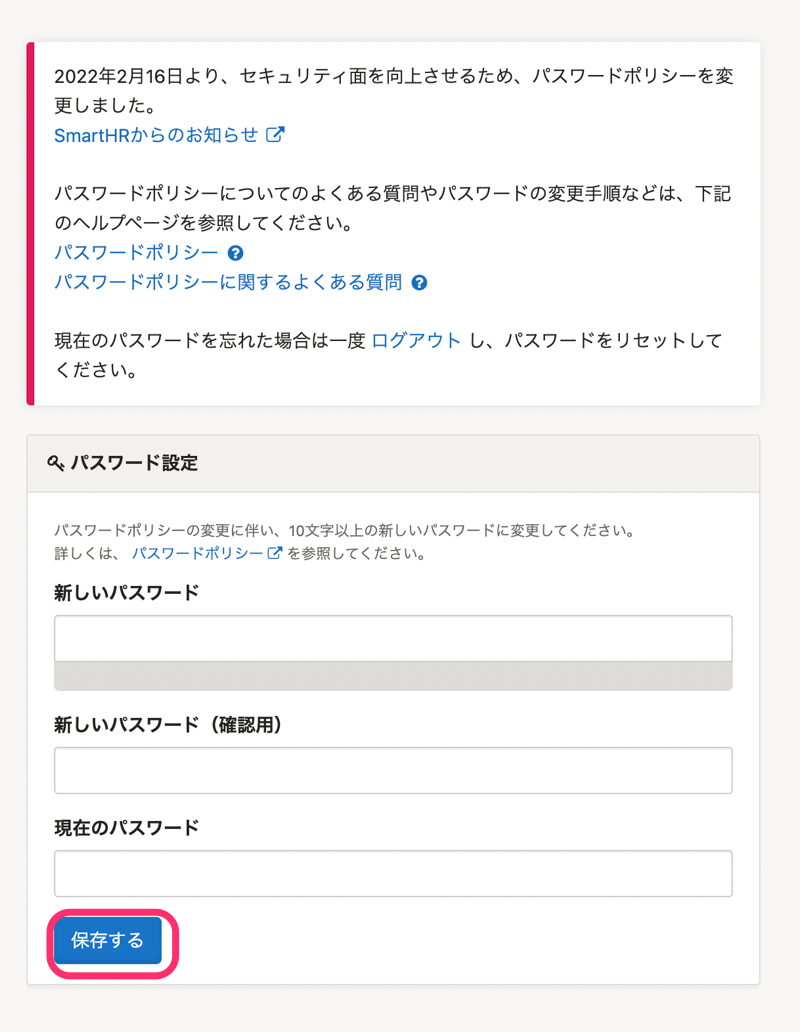 2022年2月16日より、セキュリティ面を向上させるため、パスワードポリシーを変
更しました。
SmartHRからのお知らせ
パスワードポリシーについてのよくある質問やパスワードの変更手順などは、下記
のヘルプページを参照してください。
パスワードポリシー
パスワードポリシーに関するよくある質問
現在のパスワードを忘れた場合は一度 ログアウト し、パスワードをリセットして
ください。
パスワード設定
パスワードポリシーの変更に伴い、10文字以上の新しいパスワードに変更してください。
詳しくは、 パスワードポリシー を参照してください。
新しいパスワード
新しいパスワード（確認用）
現在のパスワード
保存する